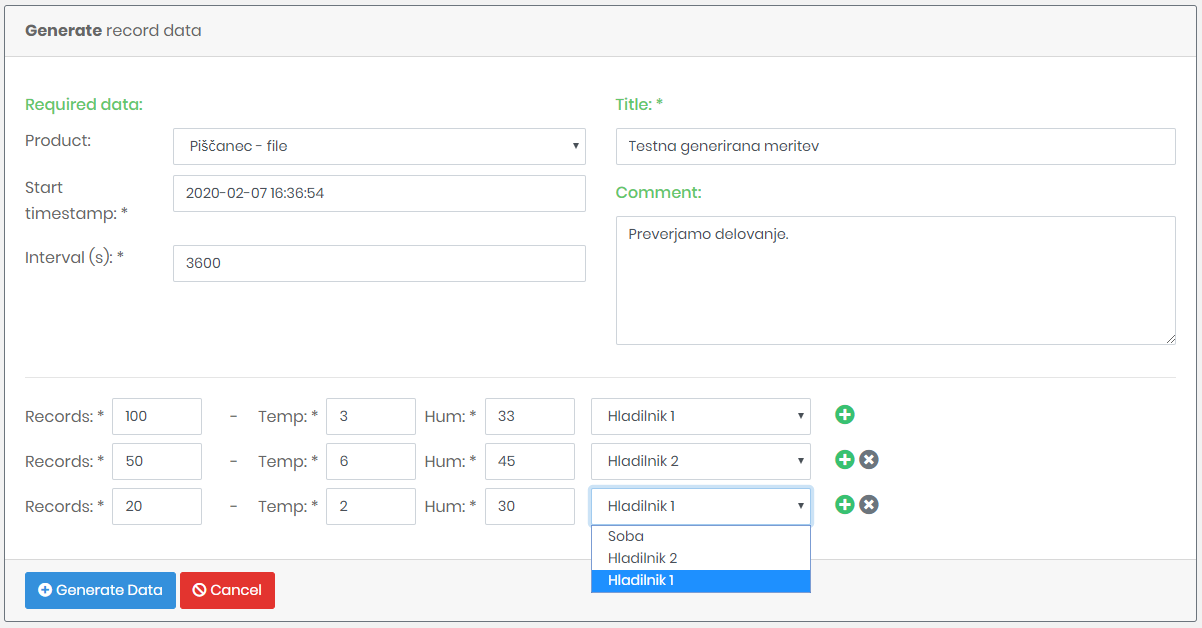 Generate record data
Required data:
Product: Piščanec - file
Start timestamp: * 2020-02-07 16:36:54
Interval (s): * 3600
Title: *
Testna generirana meritev
Comment:
Preverjamo delovanje.
Records: * 100 - Temp: * 3 Hum: * 33 Hladilnik 1
Records: * 50 - Temp: * 6 Hum: * 45 Hladilnik 2
Records: * 20 - Temp: * 2 Hum: * 30 Hladilnik 1
Soba
Hladilnik 2
Hladilnik 1
Generate Data Cancel